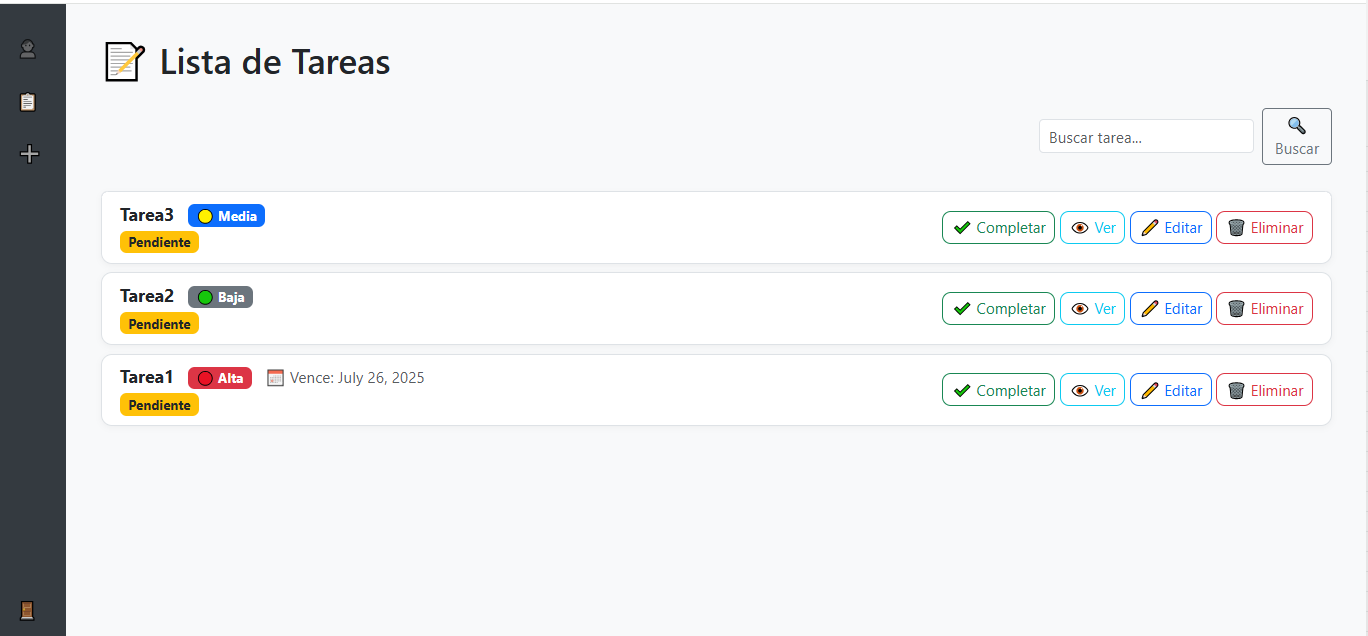 Lista de Tareas
Buscar tarea...
Buscar
Tarea3 Media
Pendiente
Completar Ver Editar Eliminar
Tarea2 Baja
Pendiente
Completar Ver Editar Eliminar
Tarea1 Alta Vence: July 26, 2025
Pendiente
Completar Ver Editar Eliminar